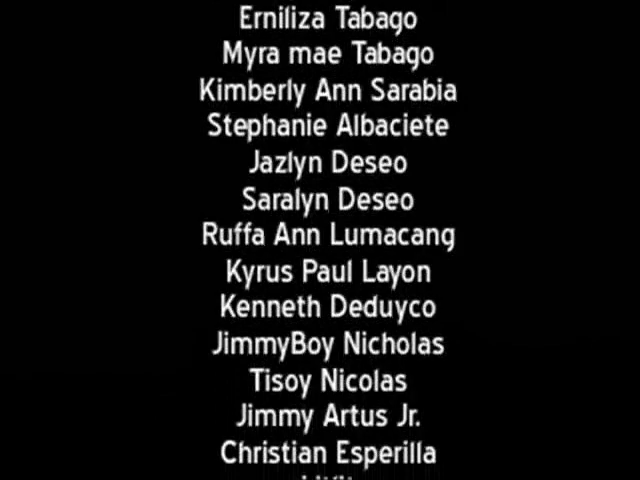 Erniliza Tabago
Myra mae Tabago
Kimberly Ann Sarabia
Stephanie Albaciete
Jazlyn Deseo
Saralyn Deseo
Ruffa Ann Lumacang
Kyrus Paul Layon
Kenneth Deduyco
JimmyBoy Nicholas
Tisoy Nicolas
Jimmy Artus Jr.
Christian Esperilla